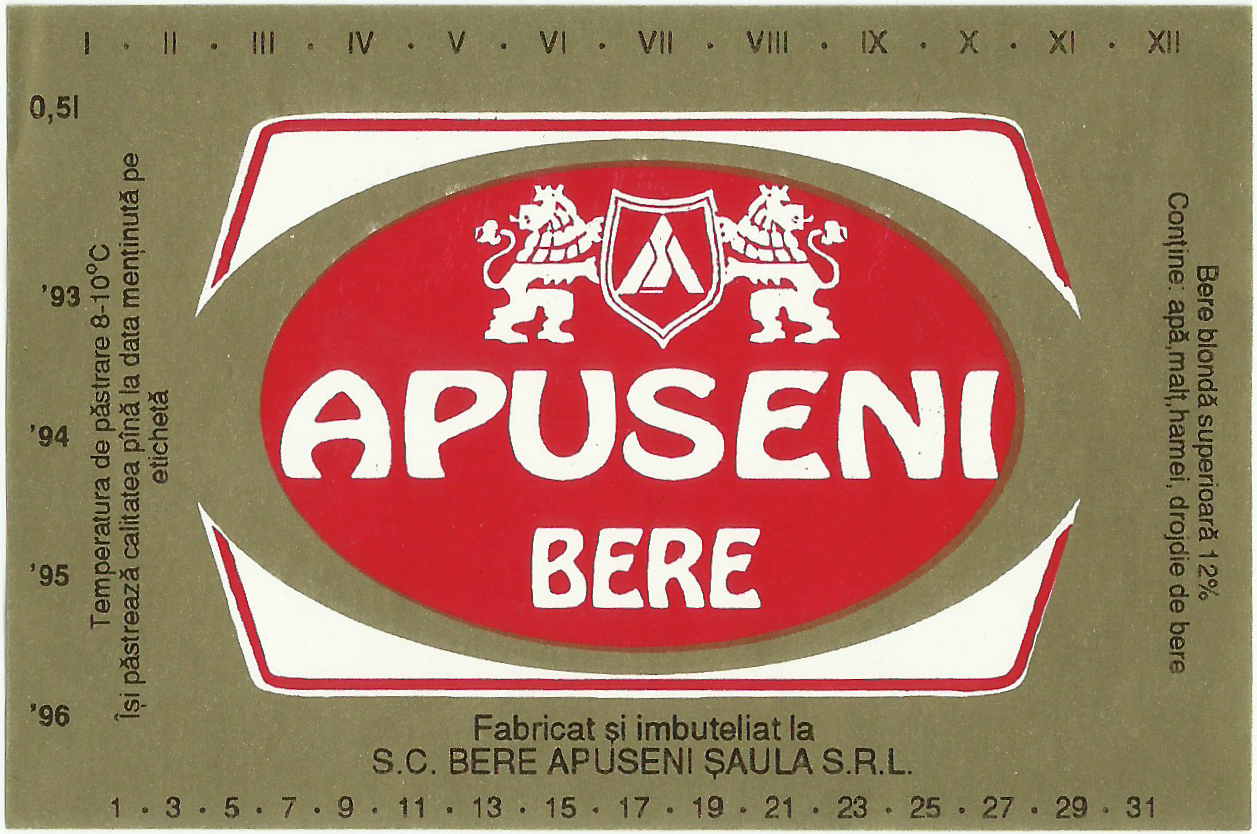 I · II · III · IV · V · VI · VII · VIII · IX · X · XI · XII
0,5l
'93
'94
'95
'96
Temperatura de păstrare 8-10°C
Își păstrează calitatea pînă la data menținută pe
etichetă
APUSENI
BERE
Bere blondă superioară 12%
Conține: apă,malț,hamei, drojdie de bere
Fabricat și imbuteliat la
S.C. BERE APUSENI ȘAULA S.R.L.
1 · 3 · 5 · 7 · 9 · 11 · 13 · 15 · 17 · 19 · 21 · 23 · 25 · 27 · 29 · 31